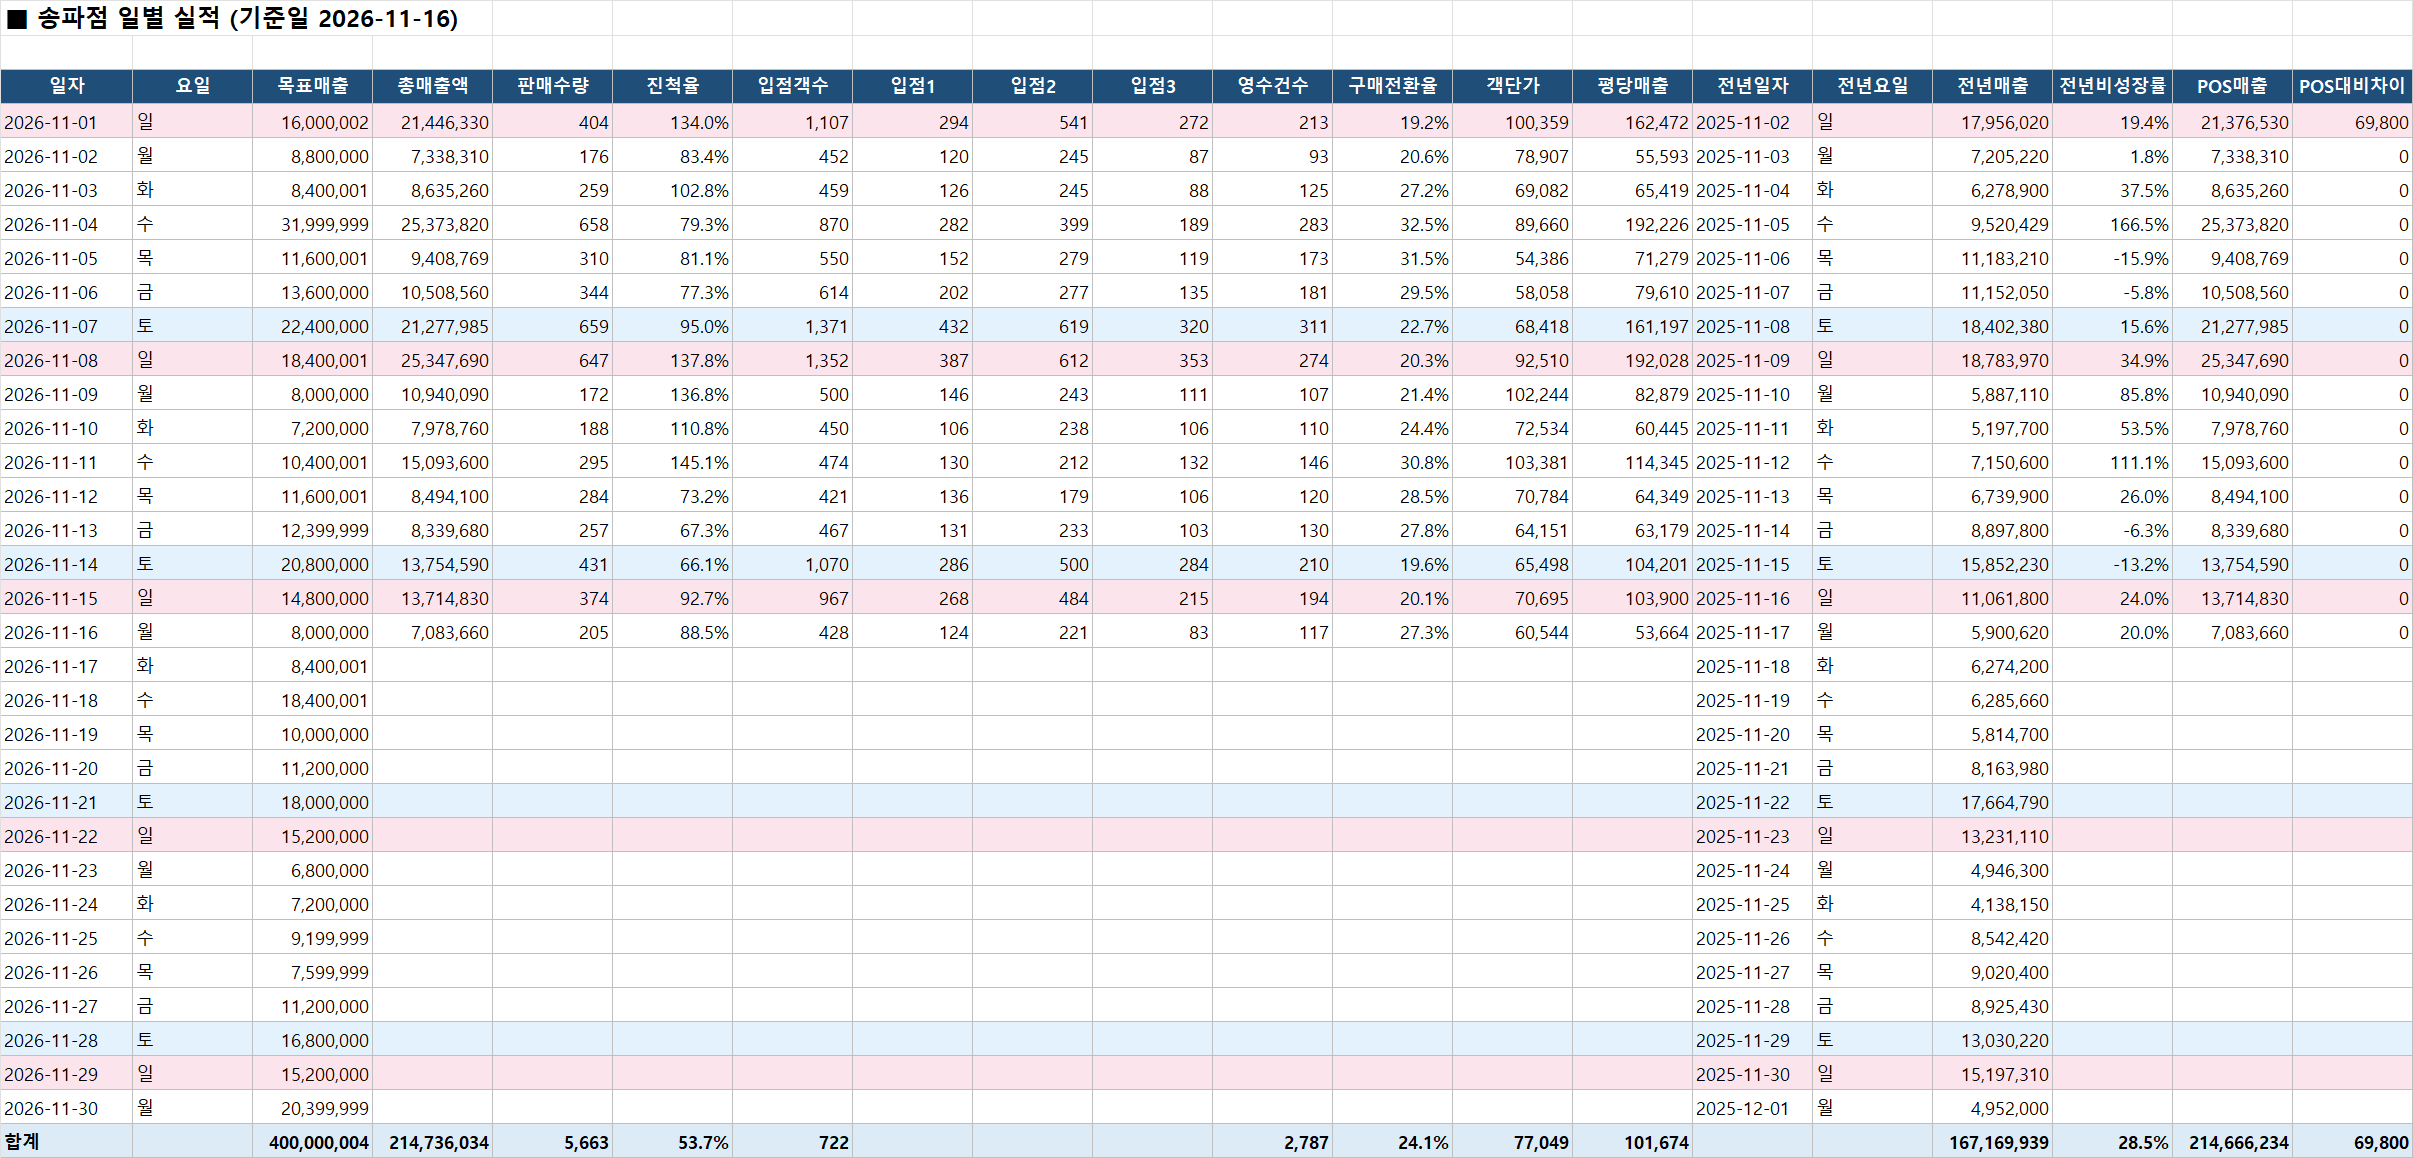 ■ 송파점 일별 실적 (기준일 2026-11-16)
일자 요일 목표매출 총매출액 판매수량 진척율 입점객수 입점1 입점2 입점3 영수건수 구매전환율 객단가 평당매출 전년일자 전년요일 전년매출 전년비성장률 POS매출 POS대비차이
2026-11-01 일 16,000,002 21,446,330 404 134.0% 1,107 294 541 272 213 19.2% 100,359 162,472 2025-11-02 일 17,956,020 19.4% 21,376,530 69,800
2026-11-02 월 8,800,000 7,338,310 176 83.4% 452 120 245 87 93 20.6% 78,907 55,593 2025-11-03 월 7,205,220 1.8% 7,338,310 0
2026-11-03 화 8,400,001 8,635,260 259 102.8% 459 126 245 88 125 27.2% 69,082 65,419 2025-11-04 화 6,278,900 37.5% 8,635,260 0
2026-11-04 수 31,999,999 25,373,820 658 79.3% 870 282 399 189 283 32.5% 89,660 192,226 2025-11-05 수 9,520,429 166.5% 25,373,820 0
2026-11-05 목 11,600,001 9,408,769 310 81.1% 550 152 279 119 173 31.5% 54,386 71,279 2025-11-06 목 11,183,210 -15.9% 9,408,769 0
2026-11-06 금 13,600,000 10,508,560 344 77.3% 614 202 277 135 181 29.5% 58,058 79,610 2025-11-07 금 11,152,050 -5.8% 10,508,560 0
2026-11-07 토 22,400,000 21,277,985 659 95.0% 1,371 432 619 320 311 22.7% 68,418 161,197 2025-11-08 토 18,402,380 15.6% 21,277,985 0
2026-11-08 일 18,400,001 25,347,690 647 137.8% 1,352 387 612 353 274 20.3% 92,510 192,028 2025-11-09 일 18,783,970 34.9% 25,347,690 0
2026-11-09 월 8,000,000 10,940,090 172 136.8% 500 146 243 111 107 21.4% 102,244 82,879 2025-11-10 월 5,887,110 85.8% 10,940,090 0
2026-11-10 화 7,200,000 7,978,760 188 110.8% 450 106 238 106 110 24.4% 72,534 60,445 2025-11-11 화 5,197,700 53.5% 7,978,760 0
2026-11-11 수 10,400,001 15,093,600 295 145.1% 474 130 212 132 146 30.8% 103,381 114,345 2025-11-12 수 7,150,600 111.1% 15,093,600 0
2026-11-12 목 11,600,001 8,494,100 284 73.2% 421 136 179 106 120 28.5% 70,784 64,349 2025-11-13 목 6,739,900 26.0% 8,494,100 0
2026-11-13 금 12,399,999 8,339,680 257 67.3% 467 131 233 103 130 27.8% 64,151 63,179 2025-11-14 금 8,897,800 -6.3% 8,339,680 0
2026-11-14 토 20,800,000 13,754,590 431 66.1% 1,070 286 500 284 210 19.6% 65,498 104,201 2025-11-15 토 15,852,230 -13.2% 13,754,590 0
2026-11-15 일 14,800,000 13,714,830 374 92.7% 967 268 484 215 194 20.1% 70,695 103,900 2025-11-16 일 11,061,800 24.0% 13,714,830 0
2026-11-16 월 8,000,000 7,083,660 205 88.5% 428 124 221 83 117 27.3% 60,544 53,664 2025-11-17 월 5,900,620 20.0% 7,083,660 0
2026-11-17 화 8,400,001 2025-11-18 화 6,274,200
2026-11-18 수 18,400,001 2025-11-19 수 6,285,660
2026-11-19 목 10,000,000 2025-11-20 목 5,814,700
2026-11-20 금 11,200,000 2025-11-21 금 8,163,980
2026-11-21 토 18,000,000 2025-11-22 토 17,664,790
2026-11-22 일 15,200,000 2025-11-23 일 13,231,110
2026-11-23 월 6,800,000 2025-11-24 월 4,946,300
2026-11-24 화 7,200,000 2025-11-25 화 4,138,150
2026-11-25 수 9,199,999 2025-11-26 수 8,542,420
2026-11-26 목 7,599,999 2025-11-27 목 9,020,400
2026-11-27 금 11,200,000 2025-11-28 금 8,925,430
2026-11-28 토 16,800,000 2025-11-29 토 13,030,220
2026-11-29 일 15,200,000 2025-11-30 일 15,197,310
2026-11-30 월 20,399,999 2025-12-01 월 4,952,000
합계 400,000,004 214,736,034 5,663 53.7% 722 2,787 24.1% 77,049 101,674 167,169,939 28.5% 214,666,234 69,800